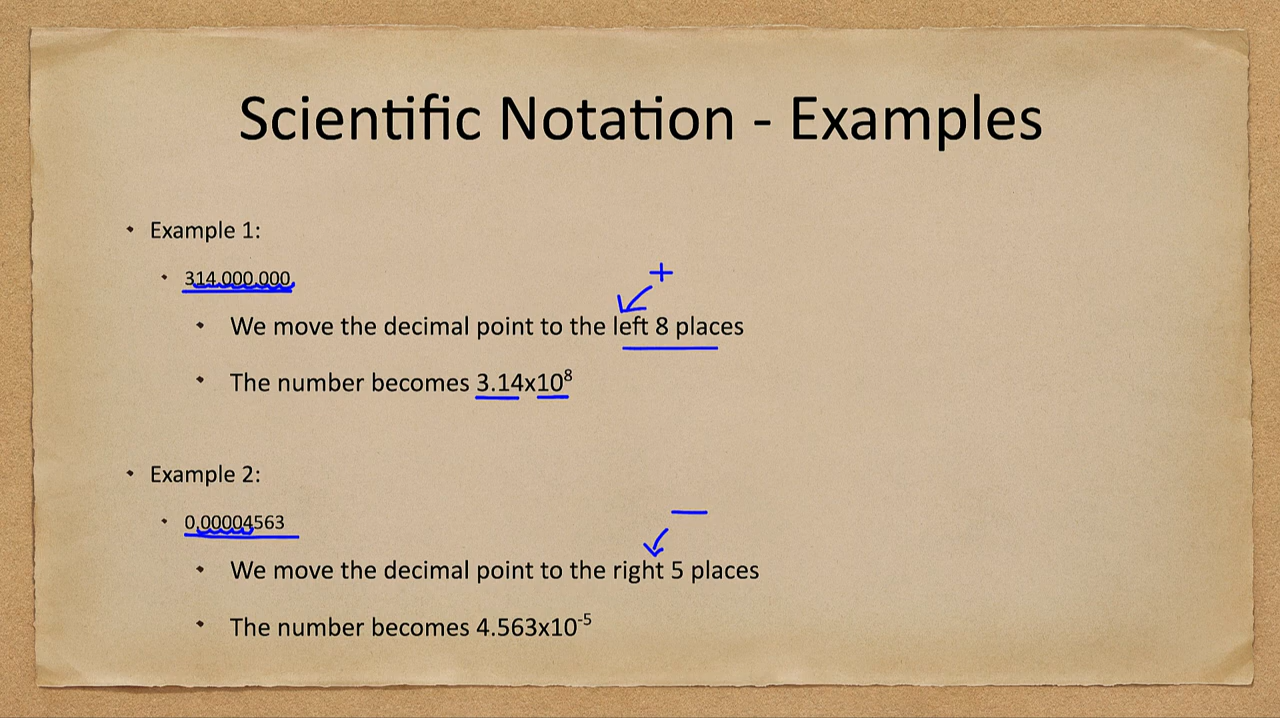 Scientific Notation - Examples
• Example 1:
• 314,000,000
+
• We move the decimal point to the left 8 places
• The number becomes 3.14x10⁸
• Example 2:
• 0.00004563
—
• We move the decimal point to the right 5 places
• The number becomes 4.563x10⁻⁵